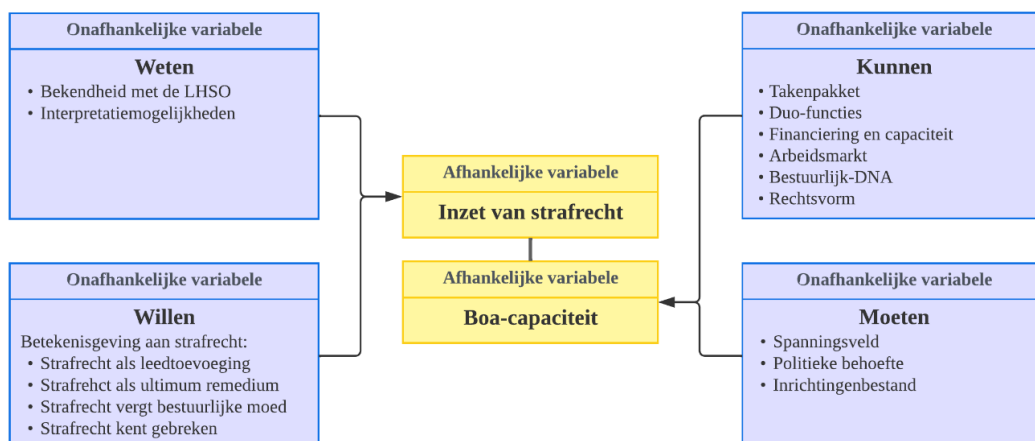 Onafhankelijke variabele
Weten
• Bekendheid met de LHSO
• Interpretatiemogelijkheden
Onafhankelijke variabele
Willen
Betekenisgeving aan strafrecht:
• Strafrecht als leedtoevoeging
• Strafrehct als ultimum remedium
• Strafrecht vergt bestuurlijke moed
• Strafrecht kent gebreken
Afhankelijke variabele
Inzet van strafrecht
Afhankelijke variabele
Boa-capaciteit
Onafhankelijke variabele
Kunnen
• Takenpakket
• Duo-functies
• Financiering en capaciteit
• Arbeidsmarkt
• Bestuurlijk-DNA
• Rechtsvorm
Onafhankelijke variabele
Moeten
• Spanningsveld
• Politieke behoefte
• Inrichtingenbestand